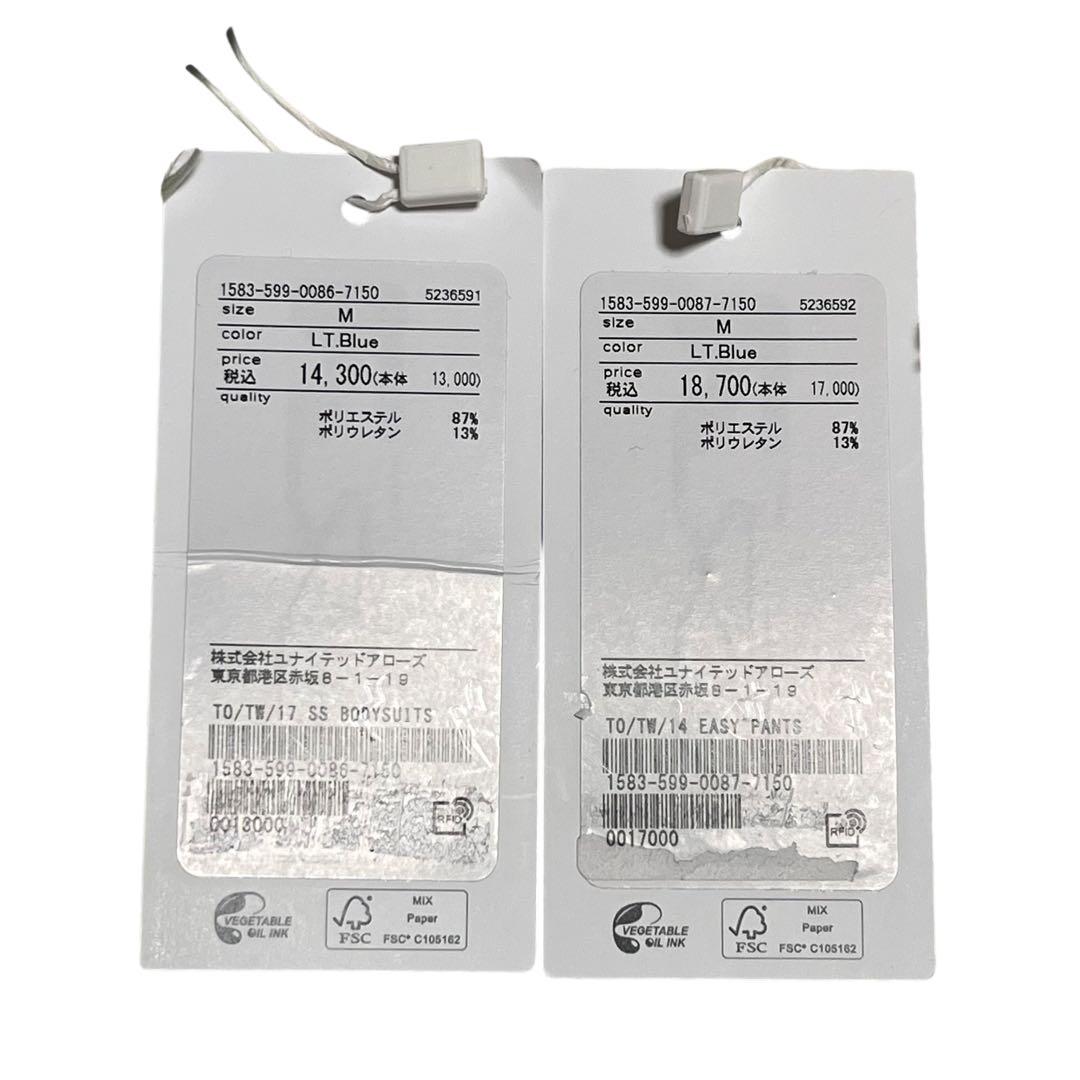 1583-599-0086-7150 5236591
size M
color LT.Blue
price
税込 14,300(本体 13,000)
quality
ポリエステル 87%
ポリウレタン 13%
株式会社ユナイテッドアローズ
東京都港区赤坂8-1-19
TO/TW/17 SS BODYSUITS
1583-599-0086-7150
0013000
RFID
VEGETABLE
OIL INK
FSC
MIX
Paper
FSC® C105162
1583-599-0087-7150 5236592
size M
color LT.Blue
price
税込 18,700(本体 17,000)
quality
ポリエステル 87%
ポリウレタン 13%
株式会社ユナイテッドアローズ
東京都港区赤坂8-1-19
TO/TW/14 EASY PANTS
1583-599-0087-7150
0017000
RFID
VEGETABLE
OIL INK
FSC
MIX
Paper
FSC® C105162